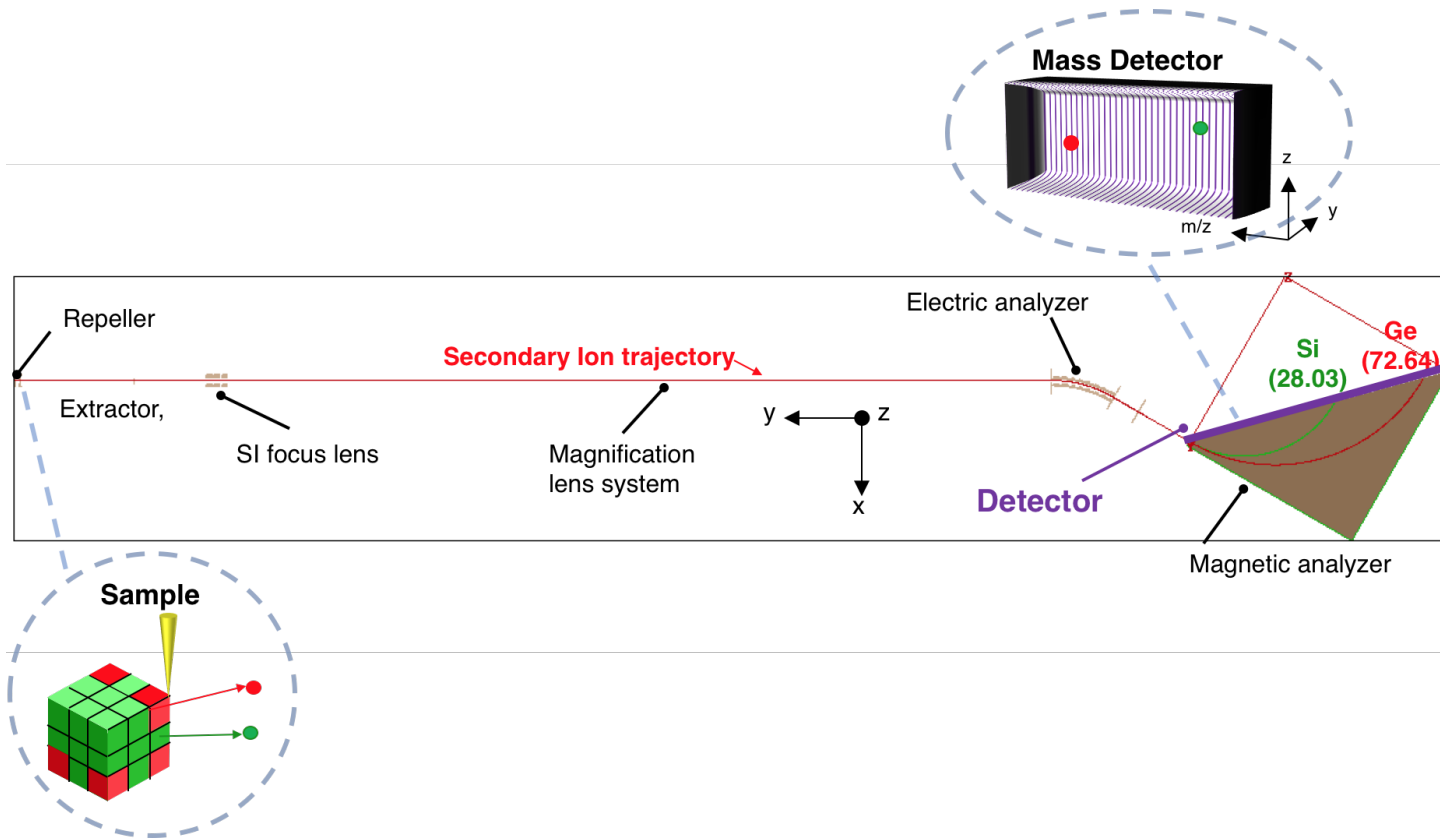 Mass Detector
z
y
m/z
Repeller
Electric analyzer
z
Secondary Ion trajectory
Si
(28.03)
Ge
(72.64)
Extractor,
SI focus lens
Magnification
lens system
y
z
x
Detector
Magnetic analyzer
Sample